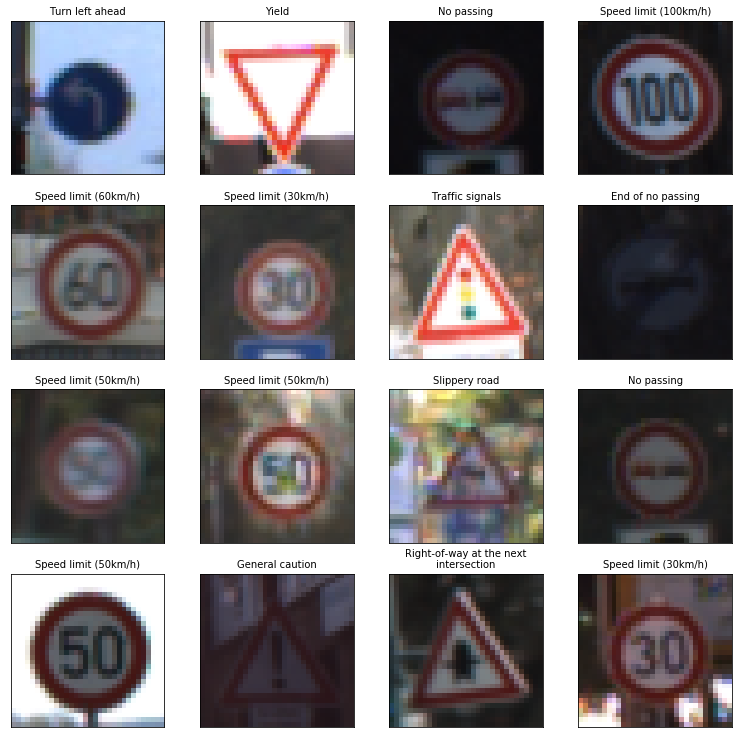 Turn left ahead
Yield
No passing
Speed limit (100km/h)
100
Speed limit (60km/h)
Speed limit (30km/h)
Traffic signals
End of no passing
60
30
Speed limit (50km/h)
Speed limit (50km/h)
Slippery road
No passing
50
Speed limit (50km/h)
General caution
Right-of-way at the next
intersection
Speed limit (30km/h)
50
!
30